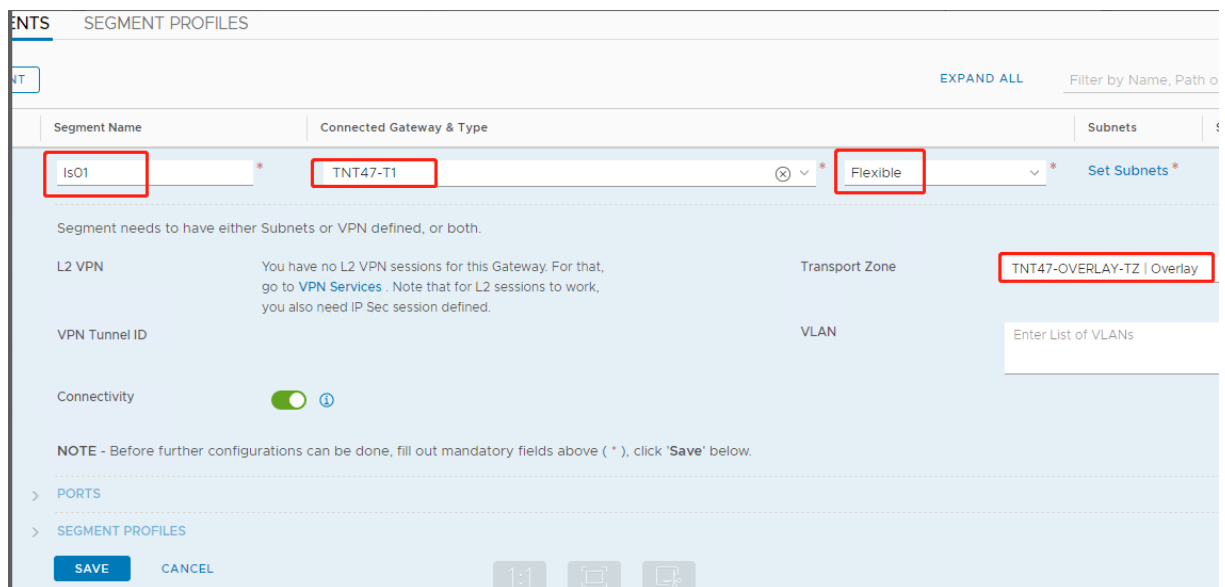 ENTS SEGMENT PROFILES
NT EXPAND ALL Filter by Name, Path o
Segment Name Connected Gateway & Type Subnets S
ls01 * TNT47-T1 * Flexible * Set Subnets *
Segment needs to have either Subnets or VPN defined, or both.
L2 VPN You have no L2 VPN sessions for this Gateway. For that, Transport Zone TNT47-OVERLAY-TZ | Overlay
go to VPN Services . Note that for L2 sessions to work,
you also need IP Sec session defined.
VPN Tunnel ID VLAN Enter List of VLANs
Connectivity
NOTE - Before further configurations can be done, fill out mandatory fields above ( * ), click 'Save' below.
PORTS
SEGMENT PROFILES
SAVE CANCEL 1:1